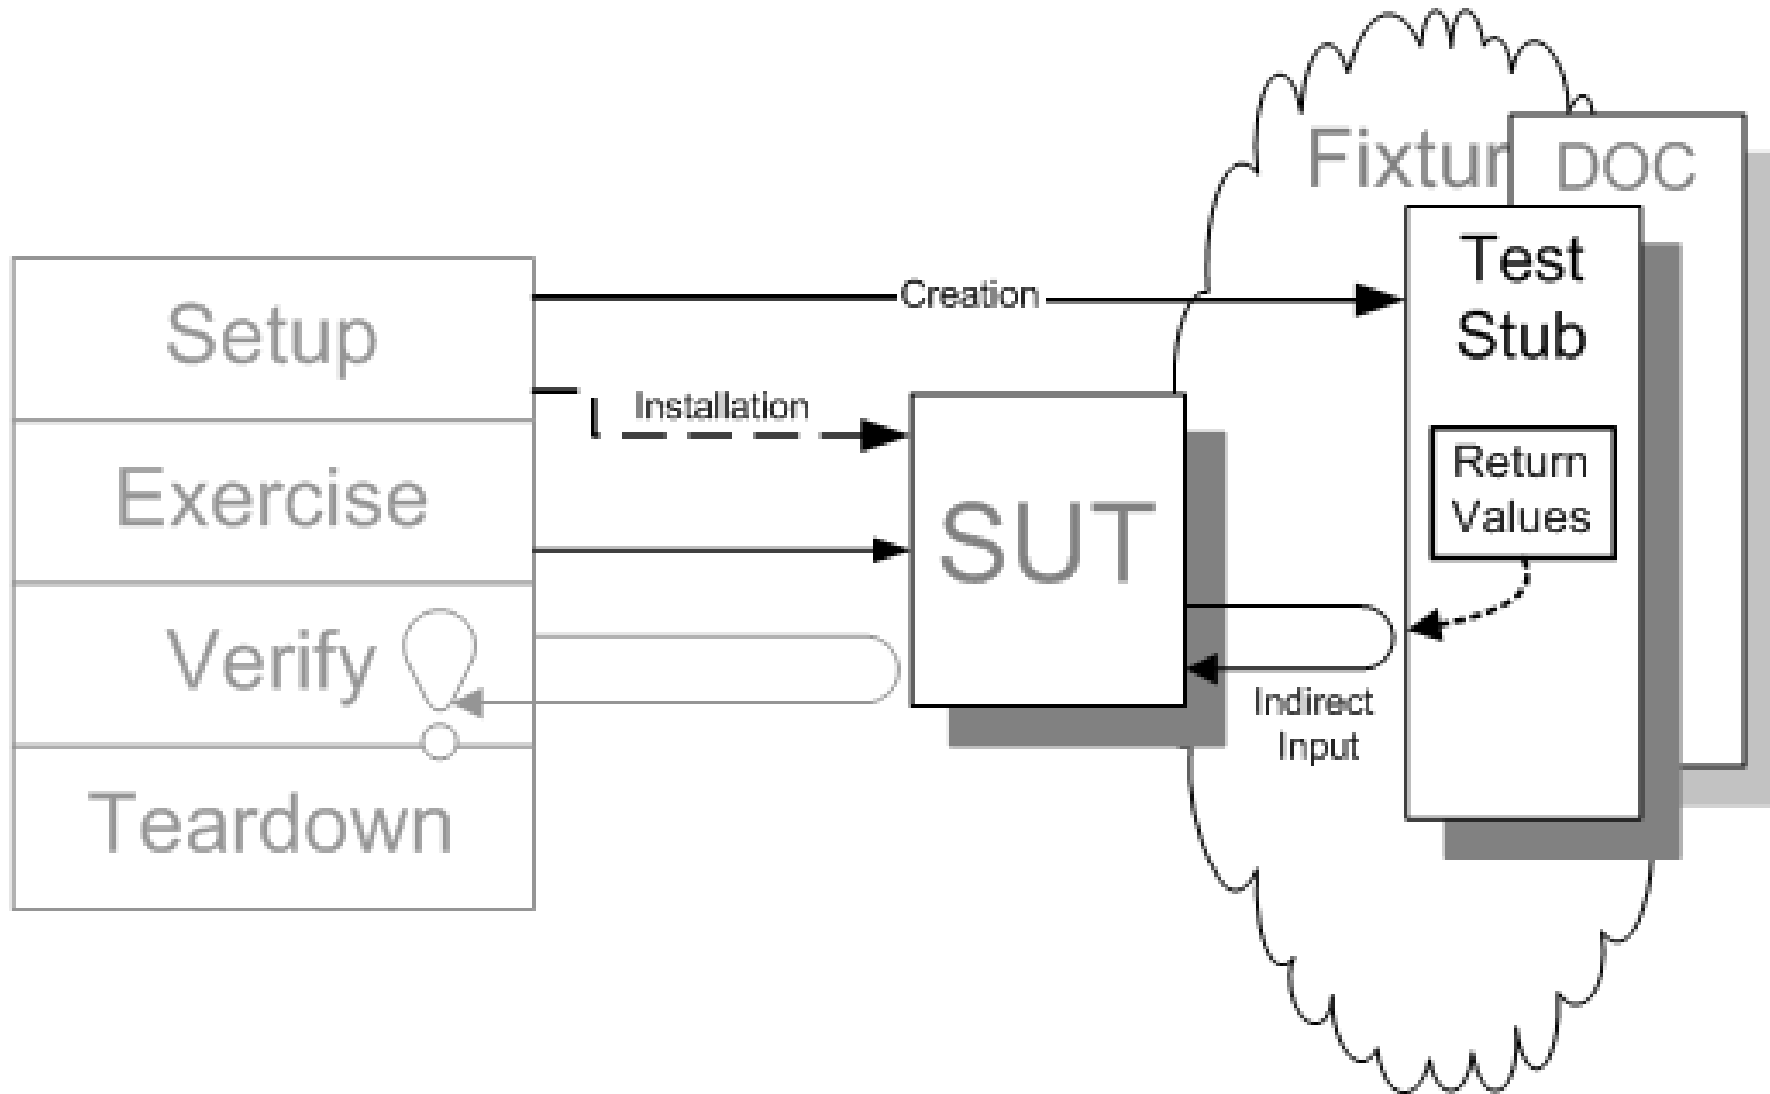 Fixtur
DOC
Test
Stub
Creation
Setup
Installation
Return
Values
Exercise
SUT
Verify
Indirect
Input
Teardown